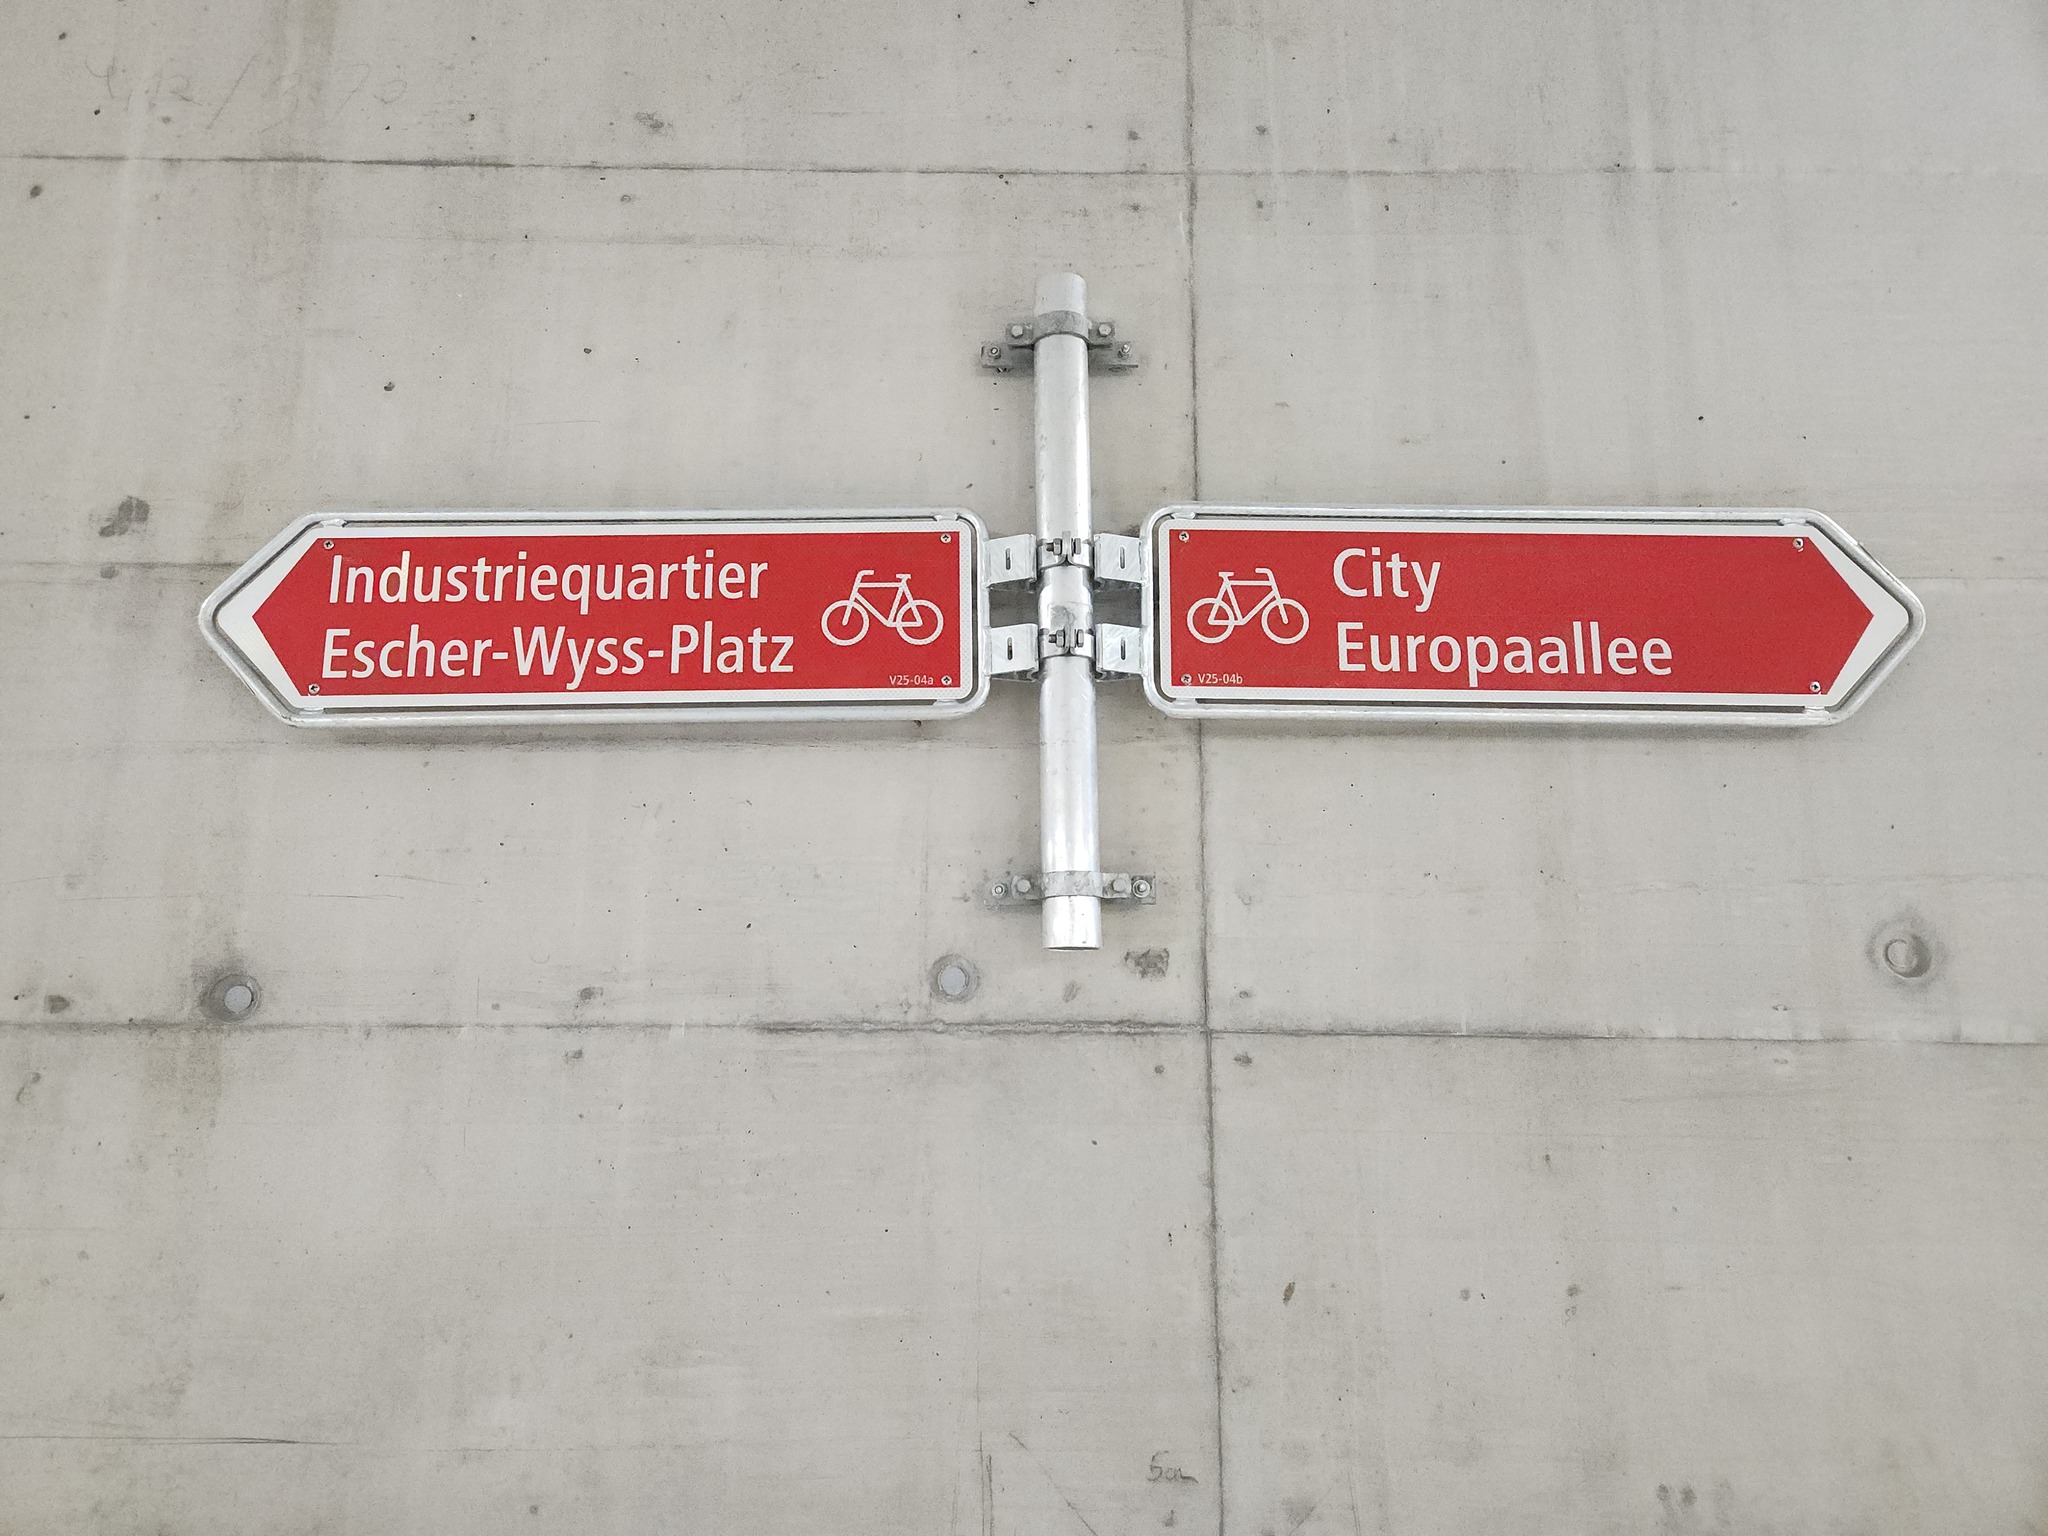 Industriequartier
Escher-Wyss-Platz
V25-04a
City
Europaallee
V25-04b